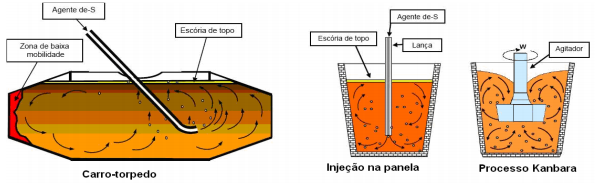 Agente de-S
Escória de topo
Zona de baixa
mobilidade
Carro-torpedo
Agente de-S
Escória de topo
Lança
Injeção na panela
W
Agitador
Processo Kanbara